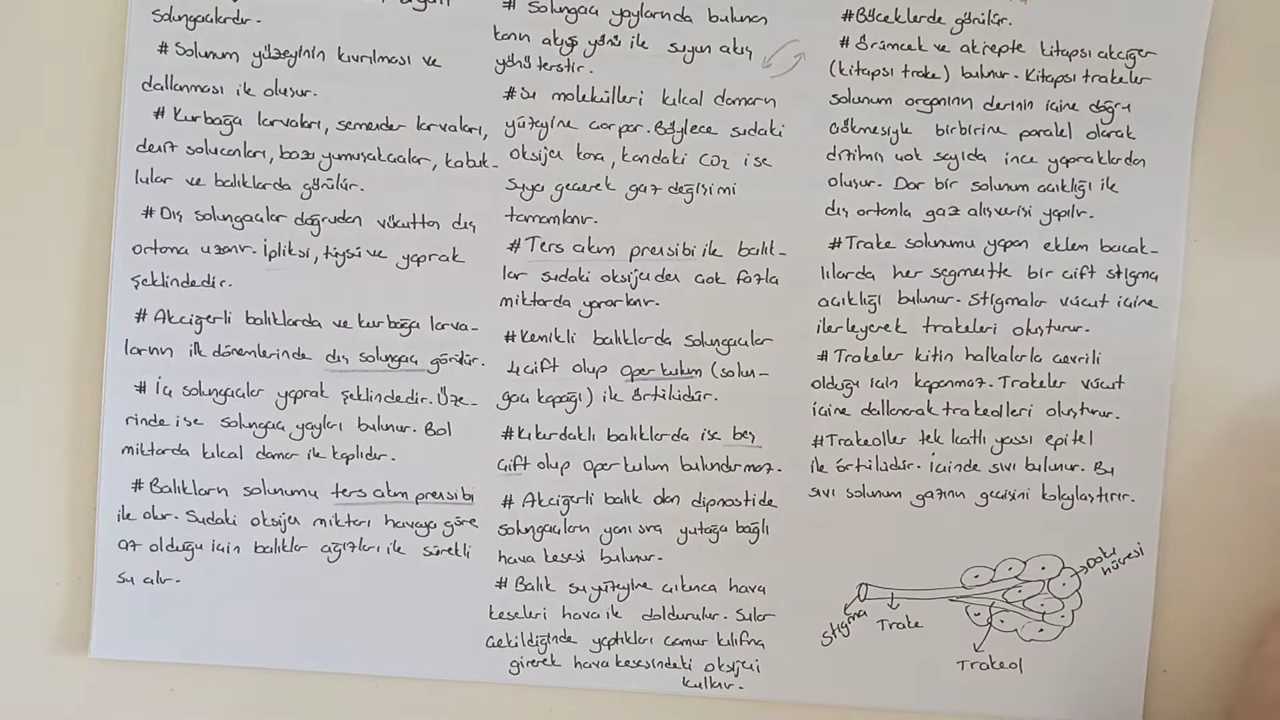 solungaçlardır.
# Solunum yüzeyinin kıvrılması ve
dallanması ile oluşur.
# Kurbağa larvaları, semender larvaları,
deniz solucanları, bazı yumuşakçalar, kabuk-
lular ve balıklarda görülür.
# Dış solungaçlar doğrudan vücuttan dış
ortama uzanır. İpliksi, tüysü ve yaprak
şeklindedir.
# Akciğerli balıklarda ve kurbağa larva-
larının ilk dönemlerinde dış solungaç görülür.
# İç solungaçlar yaprak şeklindedir. Üze-
rinde ise solungaç yayları bulunur. Bol
miktarda kılcal damar ile kaplıdır.
# Balıkların solunumu ters akım prensibi
ile olur. Sudaki oksijen miktarı havaya göre
az olduğu için balıklar ağızları ile sürekli
su alır.
# Solungaç yaylarında bulunan
kanın akış yönü ile suyun akış
yönü terstir.
# Su molekülleri kılcal damarın
yüzeyine çarpar. Böylece sudaki
oksijen kana, kandaki CO2 ise
suya geçerek gaz değişimi
tamamlanır.
# Ters akım prensibi ile balık-
lar sudaki oksijenden çok fazla
miktarda yararlanır.
# Kemikli balıklarda solungaçlar
4 çift olup operkulum (solun-
gaç kapağı) ile örtülüdür.
# Kıkırdaklı balıklarda ise beş
çift olup operkulum bulundurmaz.
# Akciğerli balık olan dipnostide
solungaçların yanı sıra yutağa bağlı
hava kesesi bulunur.
# Balık su yüzeyine çıkınca hava
keseleri hava ile doldurulur. Sular
çekildiğinde yaptıkları çamur kılıfına
girerek hava kesesindeki oksijeni
kullanır.
# Böceklerde görülür.
# Örümcek ve akrepte kitapsı akciğer
(kitapsı trake) bulunur. Kitapsı trakeler
solunum organının derinin içine doğru
çökmesiyle birbirine paralel olarak
dizilmiş çok sayıda ince yapraklardan
oluşur. Dar bir solunum açıklığı ile
dış ortamla gaz alışverişi yapılır.
# Trake solunumu yapan eklem bacak-
lılarda her segmette bir çift stigma
açıklığı bulunur. Stigmalar vücut içine
ilerleyerek trakeleri oluşturur.
# Trakeler kitin halkalarla çevrili
olduğu için kapanmaz. Trakeler vücut
içine dallanarak trakeolleri oluşturur.
# Trakeoller tek katlı yassı epitel
ile örtülüdür. İçinde sıvı bulunur. Bu
sıvı solunum gazının geçişini kolaylaştırır.
Doku
hücresi
Stigma
Trake
Trakeol